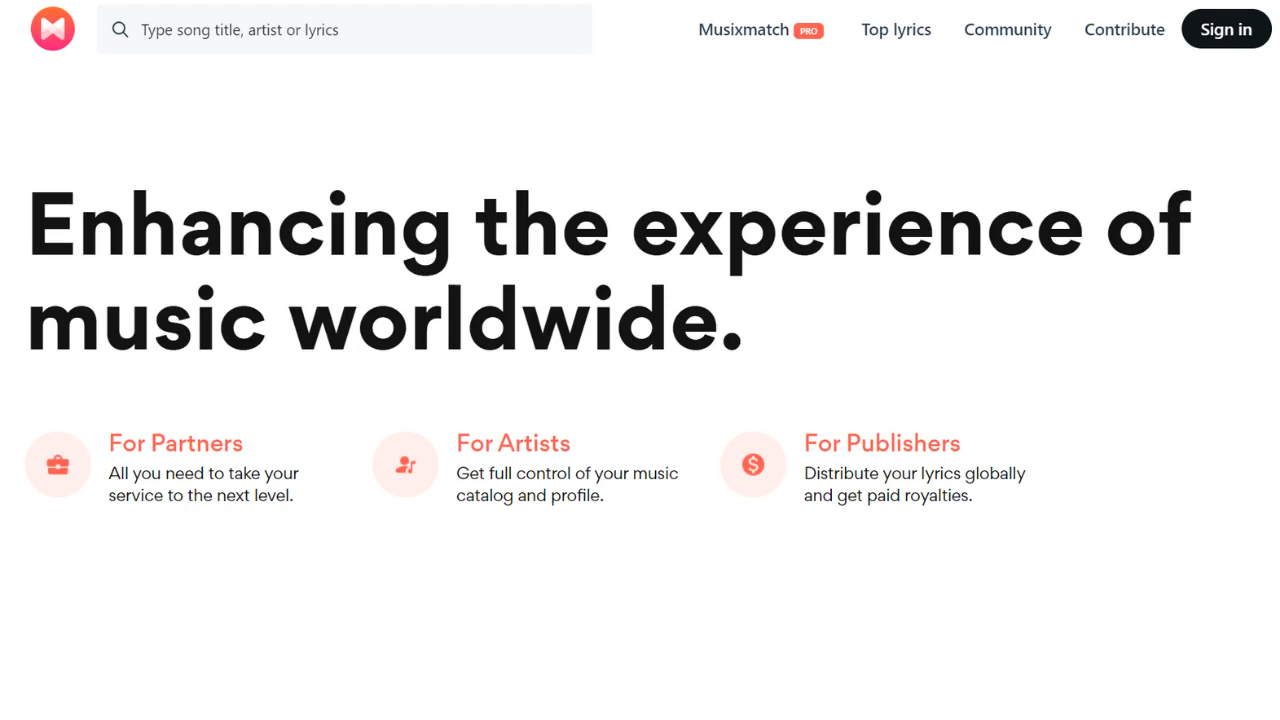 Type song title, artist or lyrics
Musixmatch PRO
Top lyrics
Community
Contribute
Sign in
Enhancing the experience of
music worldwide.
For Partners
All you need to take your
service to the next level.
For Artists
Get full control of your music
catalog and profile.
For Publishers
Distribute your lyrics globally
and get paid royalties.